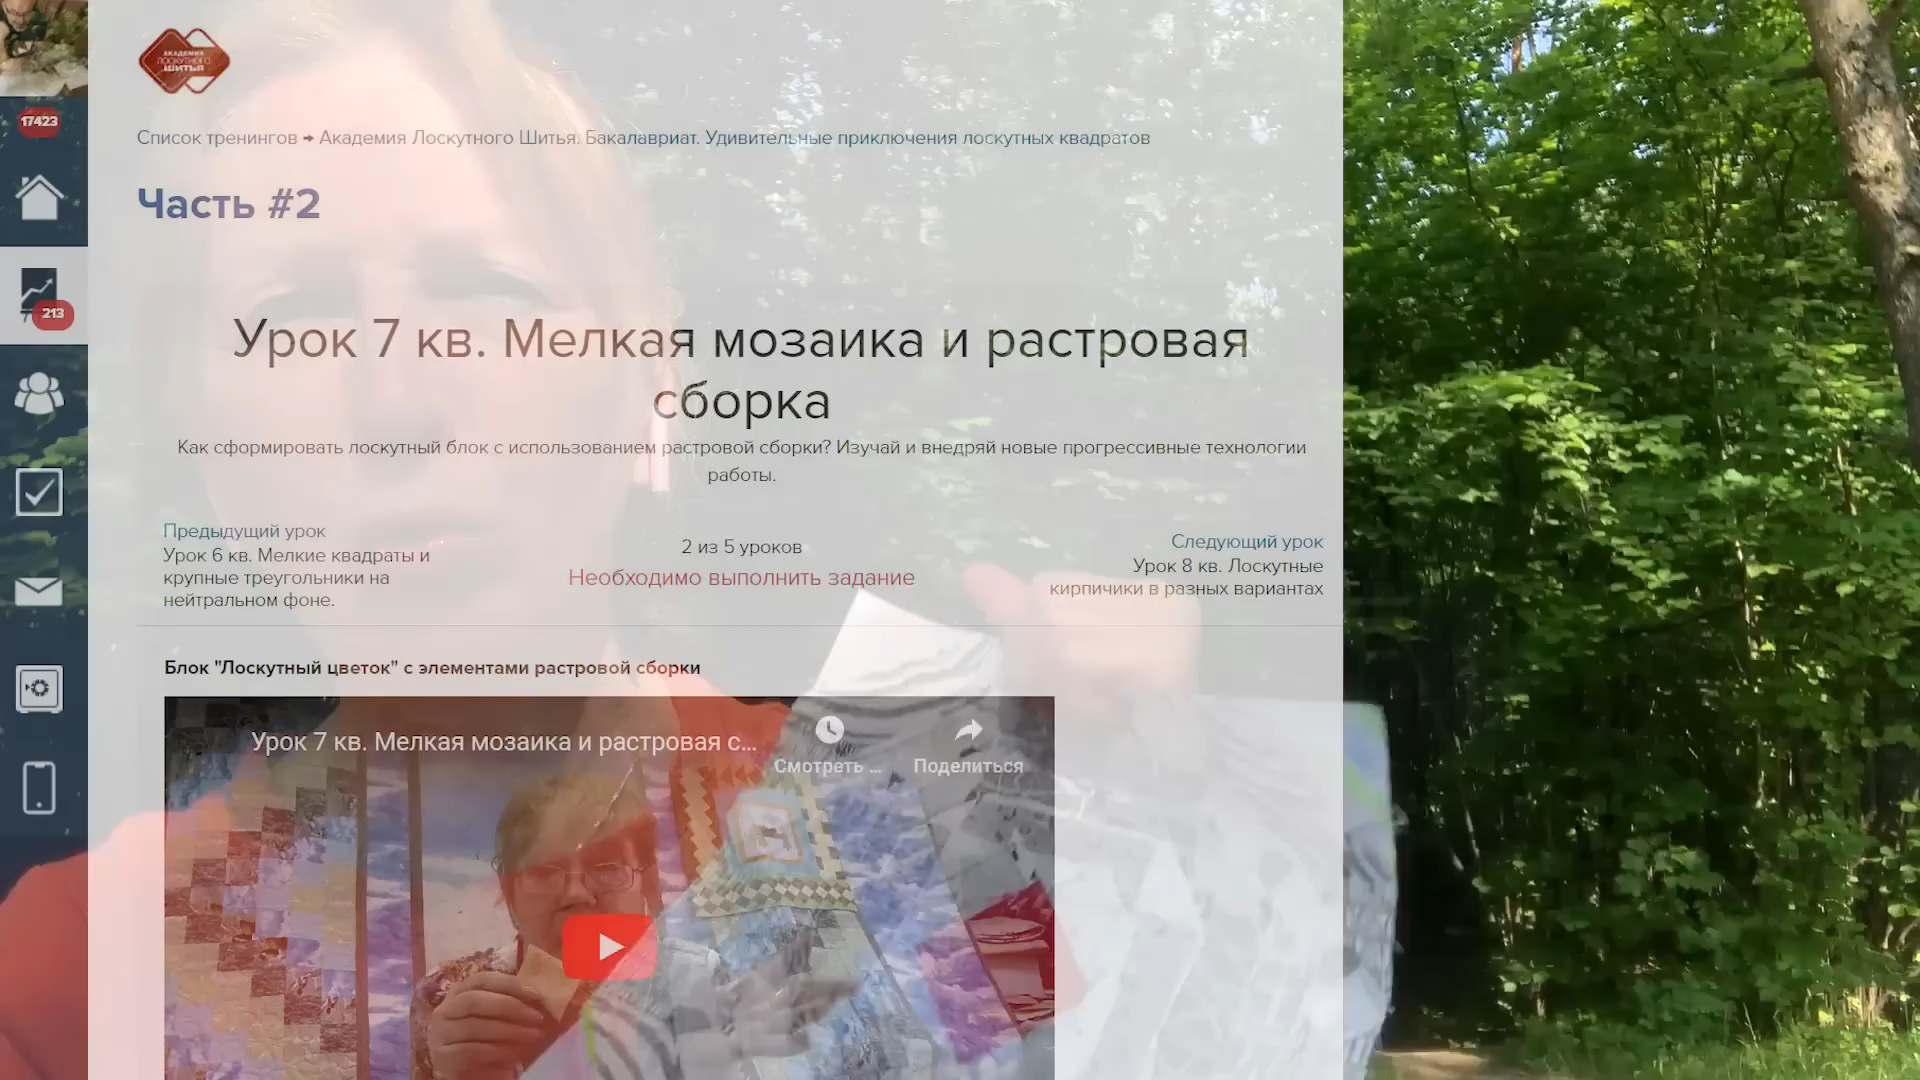 АКАДЕМИЯ
ЛОСКУТНОГО
ШИТЬЯ
17423
Список тренингов → Академия Лоскутного Шитья. Бакалавриат. Удивительные приключения лоскутных квадратов
Часть #2
213
Урок 7 кв. Мелкая мозаика и растровая
сборка
Как сформировать лоскутный блок с использованием растровой сборки? Изучай и внедряй новые прогрессивные технологии
работы.
Предыдущий урок
Урок 6 кв. Мелкие квадраты и
крупные треугольники на
нейтральном фоне.
2 из 5 уроков
Необходимо выполнить задание
Следующий урок
Урок 8 кв. Лоскутные
кирпичики в разных вариантах
Блок "Лоскутный цветок" с элементами растровой сборки
Урок 7 кв. Мелкая мозаика и растровая с...
Смотреть ...
Поделиться